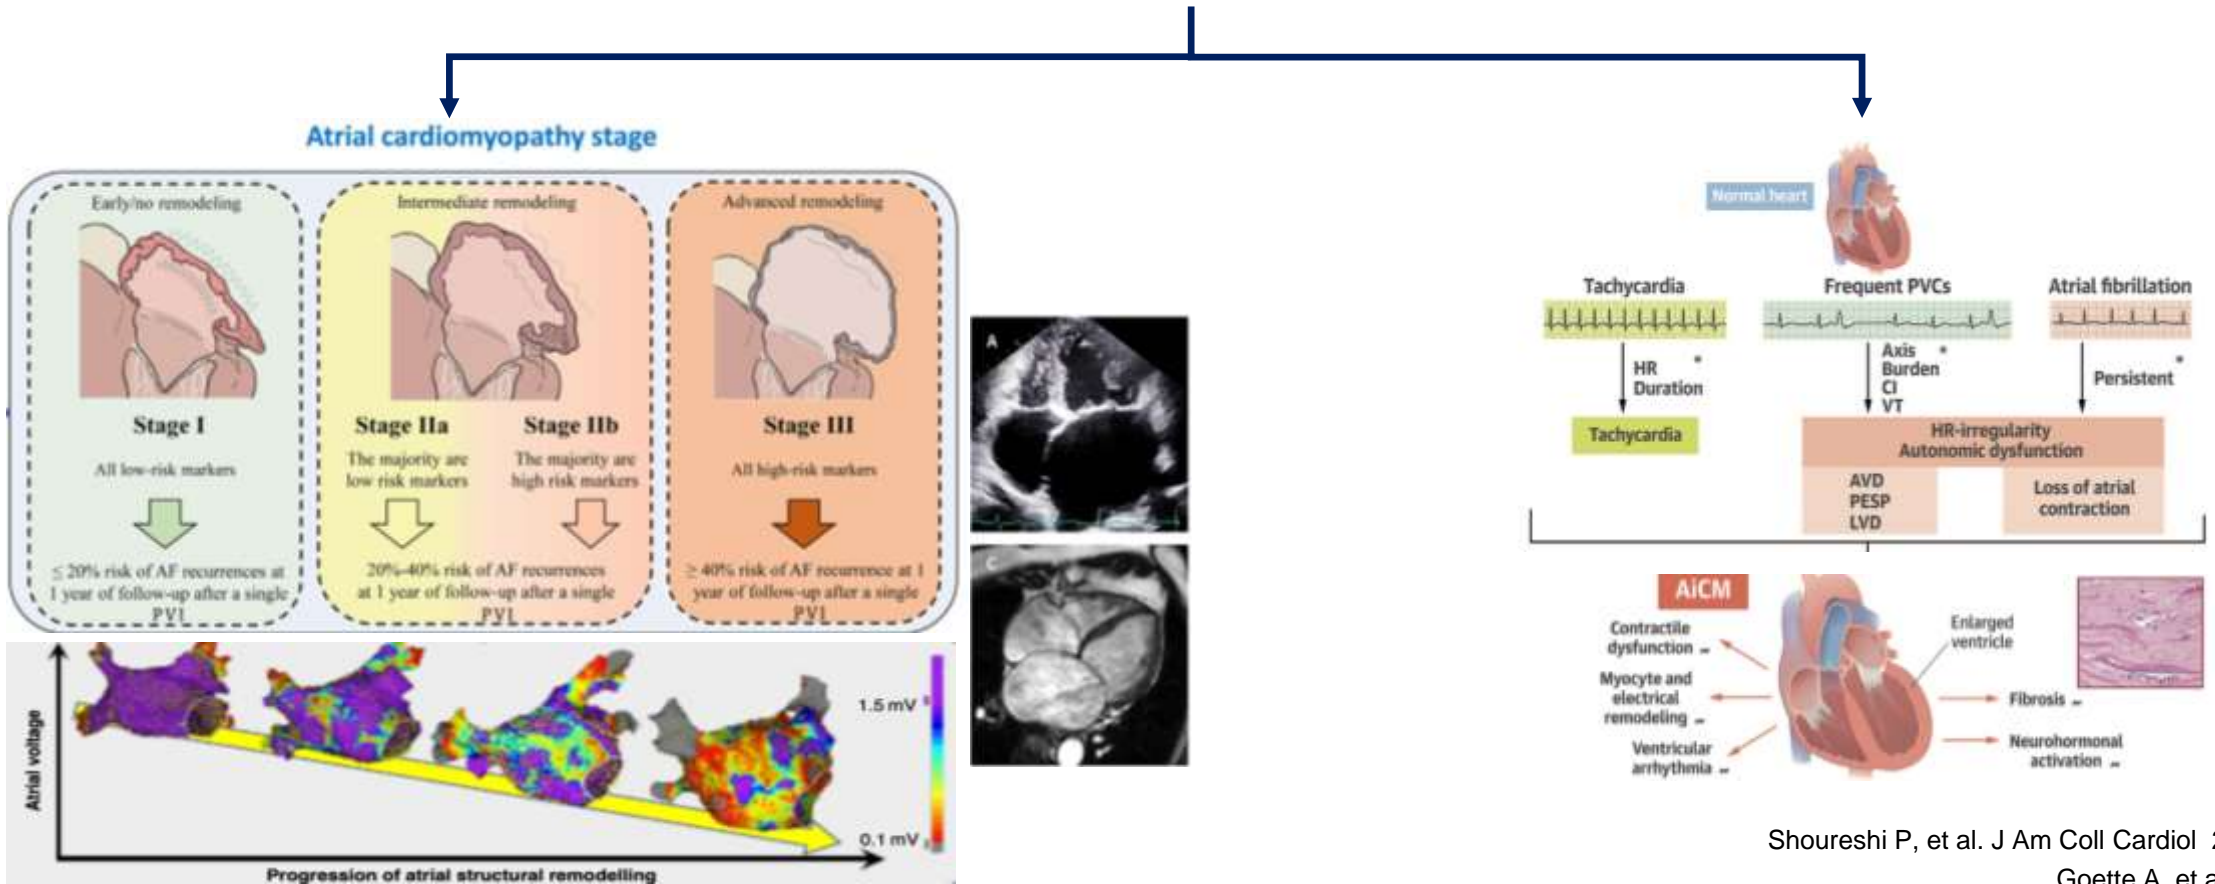 Atrial cardiomyopathy stage
Early/no remodeling
Stage I
All low-risk markers
≤ 20% risk of AF recurrences at
1 year of follow-up after a single
PVI
Intermediate remodeling
Stage IIa
The majority are
low risk markers
Stage IIb
The majority are
high risk markers
20%-40% risk of AF recurrences
at 1 year of follow-up after a single
PVI
Advanced remodeling
Stage III
All high-risk markers
≥ 40% risk of AF recurrence at 1
year of follow-up after a single
PVI
Atrial voltage
1.5 mV
0.1 mV
Progression of atrial structural remodelling
A
C
Normal heart
Tachycardia
HR *
Duration
Tachycardia
Frequent PVCs
Axis *
Burden
CI
VT
Atrial fibrillation
Persistent *
HR-irregularity
Autonomic dysfunction
AVD
PESP
LVD
Loss of atrial
contraction
AiCM
Contractile
dysfunction
Myocyte and
electrical
remodeling
Ventricular
arrhythmia
Enlarged
ventricle
Fibrosis
Neurohormonal
activation
Shoureshi P, et al. J Am Coll Cardiol 2
Goette A, et a